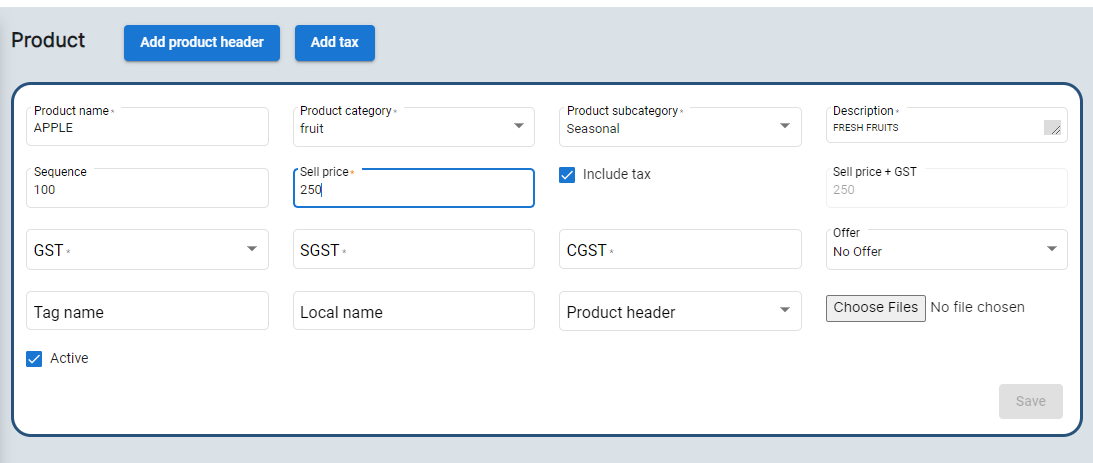 Product
Add product header
Add tax
Product name *
APPLE
Product category *
fruit
Product subcategory *
Seasonal
Description *
FRESH FRUITS
Sequence
100
Sell price *
250
Include tax
Sell price + GST
250
GST *
SGST *
CGST *
Offer
No Offer
Tag name
Local name
Product header
Choose Files No file chosen
Active
Save